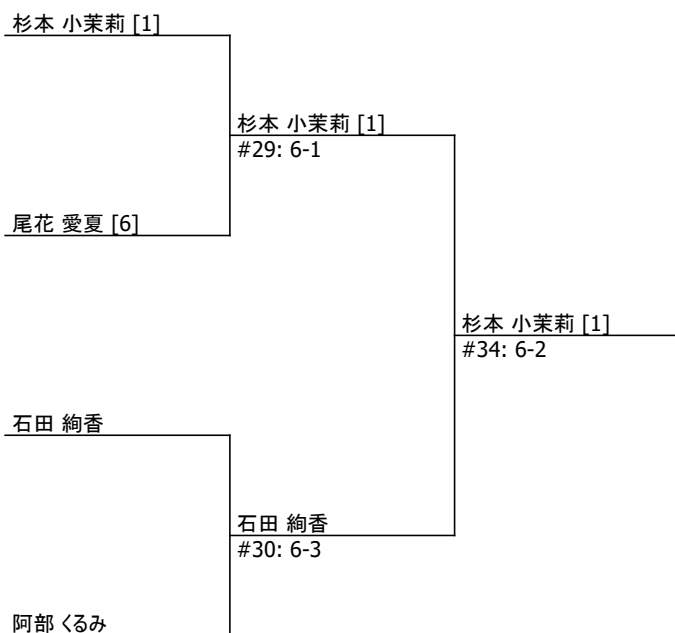 杉本 小茉莉 [1]
杉本 小茉莉 [1]
#29: 6-1
尾花 愛夏 [6]
杉本 小茉莉 [1]
#34: 6-2
石田 絢香
石田 絢香
#30: 6-3
阿部 くるみ